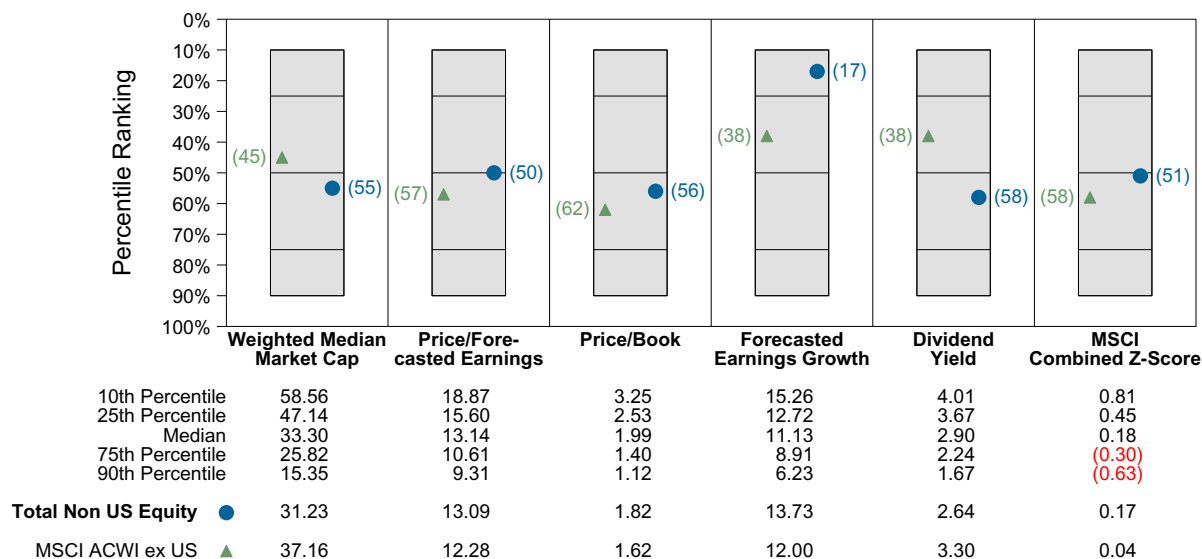 Percentile Ranking
0%
10%
20%
30%
40%
50%
60%
70%
80%
90%
100%
(45) (55)
(57) (50)
(62) (56)
(38) (17)
(38) (58)
(58) (51)
Weighted Median
Market Cap
Price/Fore-
casted Earnings
Price/Book
Forecasted
Earnings Growth
Dividend
Yield
MSCI
Combined Z-Score
10th Percentile 58.56 18.87 3.25 15.26 4.01 0.81
25th Percentile 47.14 15.60 2.53 12.72 3.67 0.45
Median 33.30 13.14 1.99 11.13 2.90 0.18
75th Percentile 25.82 10.61 1.40 8.91 2.24 (0.30)
90th Percentile 15.35 9.31 1.12 6.23 1.67 (0.63)
Total Non US Equity 31.23 13.09 1.82 13.73 2.64 0.17
MSCI ACWI ex US 37.16 12.28 1.62 12.00 3.30 0.04